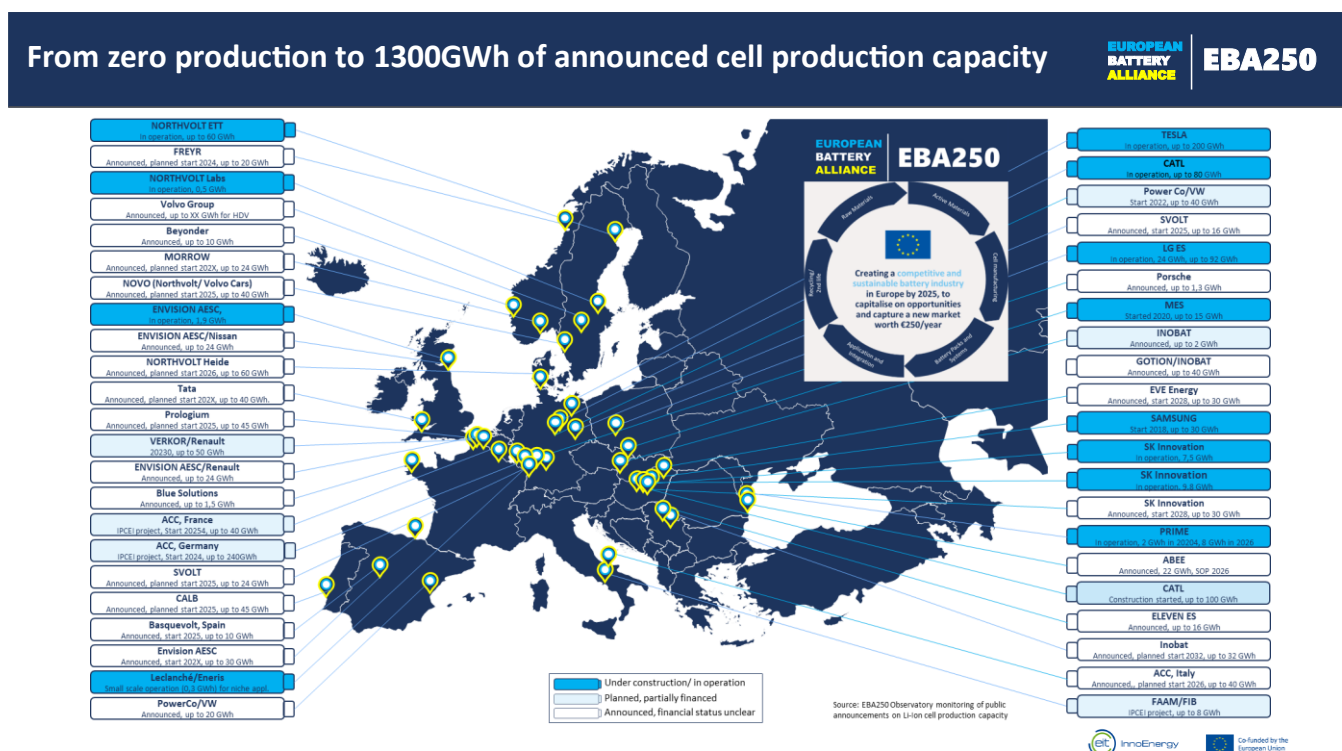 From zero production to 1300GWh of announced cell production capacity
EUROPEAN
BATTERY
ALLIANCE
EBA250
NORTHVOLT ETT
In operation, up to 60 GWh
FREYR
Announced, planned start 2024, up to 20 GWh
NORTHVOLT Labs
In operation, 0,5 GWh
Volvo Group
Announced, up to XX GWh for HDV
Beyonder
Announced, up to 10 GWh
MORROW
Announced, planned start 202X, up to 24 GWh
NOVO (Northvolt/ Volvo Cars)
Announced, planned start 2025, up to 40 GWh
ENVISION AESC,
In operation, 1,9 GWh
ENVISION AESC/Nissan
Announced, up to 24 GWh
NORTHVOLT Heide
Announced, planned start 2026, up to 60 GWh
Tata
Announced, planned start 202X, up to 40 GWh.
Prologium
Announced, planned start 2025, up to 45 GWh
VERKOR/Renault
20230, up to 50 GWh
ENVISION AESC/Renault
Announced, up to 24 GWh
Blue Solutions
Announced, up to 1,5 GWh
ACC, France
IPCEI project, Start 20254, up to 40 GWh
ACC, Germany
IPCEI project, Start 2024, up to 240GWh
SVOLT
Announced, planned start 2025, up to 24 GWh
CALB
Announced, planned start 2025, up to 45 GWh
Basquevolt, Spain
Announced, start 2025, up to 10 GWh
Envision AESC
Announced, start 202X, up to 30 GWh
Leclanché/Eneris
Small scale operation (0,3 GWh) for niche appl.
PowerCo/VW
Announced, up to 20 GWh
EUROPEAN
BATTERY
ALLIANCE
EBA250
Raw Materials
Active Materials
Cell manufacturing
Battery Packs and Systems
Application and Integration
Recycling/ 2nd life
Creating a competitive and
sustainable battery industry
in Europe by 2025, to
capitalise on opportunities
and capture a new market
worth €250/year
TESLA
In operation, up to 200 GWh
CATL
In operation, up to 80 GWh
Power Co/VW
Start 2022, up to 40 GWh
SVOLT
Announced, start 2025, up to 16 GWh
LG ES
In operation, 24 GWh, up to 92 GWh
Porsche
Announced, up to 1,3 GWh
MES
Started 2020, up to 15 GWh
INOBAT
Announced, up to 2 GWh
GOTION/INOBAT
Announced, up to 40 GWh
EVE Energy
Announced, start 2028, up to 30 GWh
SAMSUNG
Start 2018, up to 30 GWh
SK Innovation
In operation, 7,5 GWh
SK Innovation
In operation, 9.8 GWh
SK Innovation
Announced, start 2028, up to 30 GWh
PRIME
In operation, 2 GWh in 20204, 8 GWh in 2026
ABEE
Announced, 22 GWh, SOP 2026
CATL
Construction started, up to 100 GWh
ELEVEN ES
Announced, up to 16 GWh
Inobat
Announced, planned start 2032, up to 32 GWh
ACC, Italy
Announced,, planned start 2026, up to 40 GWh
FAAM/FIB
IPCEI project, up to 8 GWh
Under construction/ in operation
Planned, partially financed
Announced, financial status unclear
Source: EBA250 Observatory monitoring of public
announcements on Li-Ion cell production capacity
eit InnoEnergy
Co-funded by the
European Union